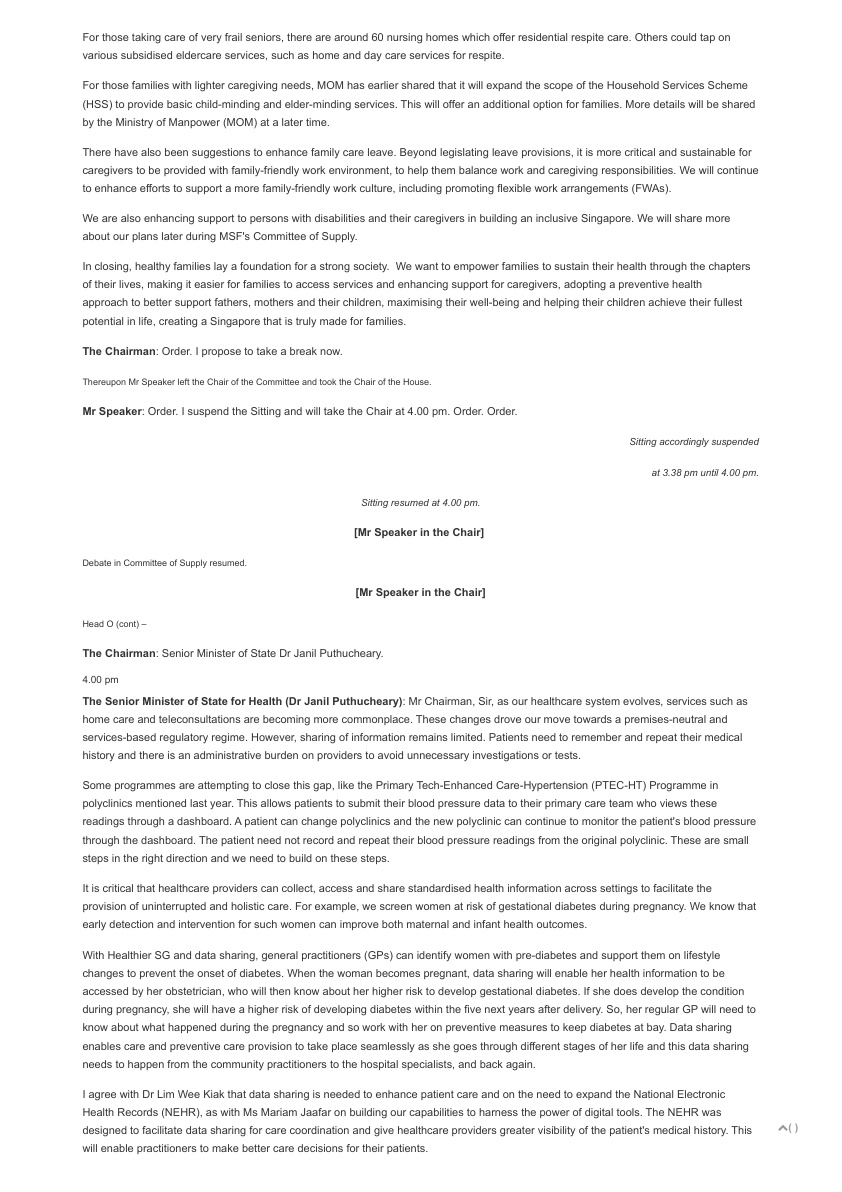 For those taking care of very frail seniors, there are around 60 nursing homes which offer residential respite care. Others could tap on
various subsidised eldercare services, such as home and day care services for respite.
For those families with lighter caregiving needs, MOM has earlier shared that it will expand the scope of the Household Services Scheme
(HSS) to provide basic child-minding and elder-minding services. This will offer an additional option for families. More details will be shared
by the Ministry of Manpower (MOM) at a later time.
There have also been suggestions to enhance family care leave. Beyond legislating leave provisions, it is more critical and sustainable for
caregivers to be provided with family-friendly work environment, to help them balance work and caregiving responsibilities. We will continue
to enhance efforts to support a more family-friendly work culture, including promoting flexible work arrangements (FWAs).
We are also enhancing support to persons with disabilities and their caregivers in building an inclusive Singapore. We will share more
about our plans later during MSF's Committee of Supply.
In closing, healthy families lay a foundation for a strong society.  We want to empower families to sustain their health through the chapters
of their lives, making it easier for families to access services and enhancing support for caregivers, adopting a preventive health
approach to better support fathers, mothers and their children, maximising their well-being and helping their children achieve their fullest
potential in life, creating a Singapore that is truly made for families.
The Chairman: Order. I propose to take a break now.
Thereupon Mr Speaker left the Chair of the Committee and took the Chair of the House.
Mr Speaker: Order. I suspend the Sitting and will take the Chair at 4.00 pm. Order. Order.
Sitting accordingly suspended
at 3.38 pm until 4.00 pm.
Sitting resumed at 4.00 pm.
[Mr Speaker in the Chair]
Debate in Committee of Supply resumed.
[Mr Speaker in the Chair]
Head O (cont) –
The Chairman: Senior Minister of State Dr Janil Puthucheary.
4.00 pm
The Senior Minister of State for Health (Dr Janil Puthucheary): Mr Chairman, Sir, as our healthcare system evolves, services such as
home care and teleconsultations are becoming more commonplace. These changes drove our move towards a premises-neutral and
services-based regulatory regime. However, sharing of information remains limited. Patients need to remember and repeat their medical
history and there is an administrative burden on providers to avoid unnecessary investigations or tests.
Some programmes are attempting to close this gap, like the Primary Tech-Enhanced Care-Hypertension (PTEC-HT) Programme in
polyclinics mentioned last year. This allows patients to submit their blood pressure data to their primary care team who views these
readings through a dashboard. A patient can change polyclinics and the new polyclinic can continue to monitor the patient's blood pressure
through the dashboard. The patient need not record and repeat their blood pressure readings from the original polyclinic. These are small
steps in the right direction and we need to build on these steps.
It is critical that healthcare providers can collect, access and share standardised health information across settings to facilitate the
provision of uninterrupted and holistic care. For example, we screen women at risk of gestational diabetes during pregnancy. We know that
early detection and intervention for such women can improve both maternal and infant health outcomes.
With Healthier SG and data sharing, general practitioners (GPs) can identify women with pre-diabetes and support them on lifestyle
changes to prevent the onset of diabetes. When the woman becomes pregnant, data sharing will enable her health information to be
accessed by her obstetrician, who will then know about her higher risk to develop gestational diabetes. If she does develop the condition
during pregnancy, she will have a higher risk of developing diabetes within the five next years after delivery. So, her regular GP will need to
know about what happened during the pregnancy and so work with her on preventive measures to keep diabetes at bay. Data sharing
enables care and preventive care provision to take place seamlessly as she goes through different stages of her life and this data sharing
needs to happen from the community practitioners to the hospital specialists, and back again.
I agree with Dr Lim Wee Kiak that data sharing is needed to enhance patient care and on the need to expand the National Electronic
Health Records (NEHR), as with Ms Mariam Jaafar on building our capabilities to harness the power of digital tools. The NEHR was
designed to facilitate data sharing for care coordination and give healthcare providers greater visibility of the patient's medical history. This
will enable practitioners to make better care decisions for their patients.
( )